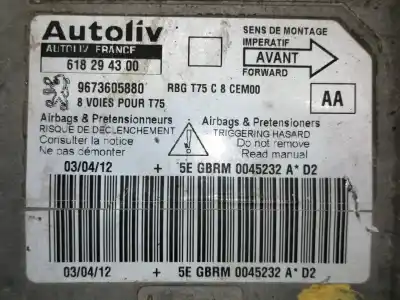 Autoliv
AUTOLIV FRANCE
618 29 43 00
SENS DE MONTAGE
IMPERATIF
AVANT
FORWARD
9673605880
8 VOIES POUR T75
RBG T75 C 8 CEM00
AA
Airbags & Pretensioners
RISQUE DE DECLENCHEMENT
Consulter la notice
Ne pas démonter
Airbags & Pretensioners
TRIGGERING HASARD
Do not remove
Read manual
03/04/12 + 5E GBRM 0045232 A* D2
03/04/12 + 5E GBRM 0045232 A* D2